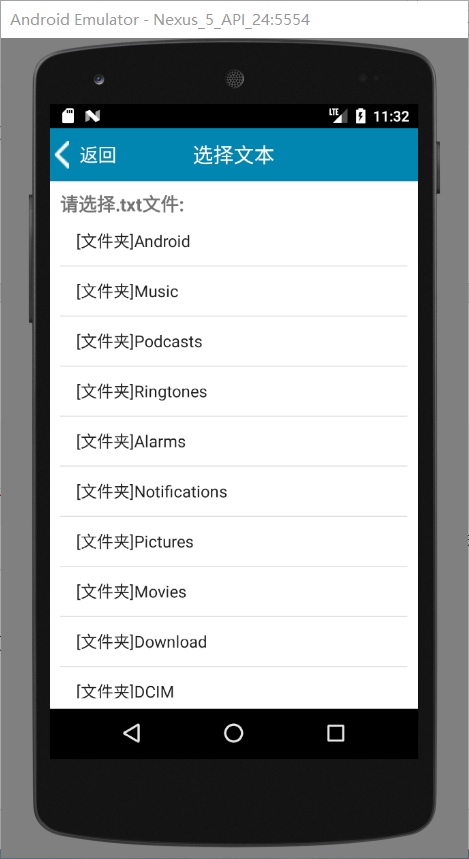 Android Emulator - Nexus_5_API_24:5554
LTE 11:32
返回 选择文本
请选择.txt文件:
[文件夹]Android
[文件夹]Music
[文件夹]Podcasts
[文件夹]Ringtones
[文件夹]Alarms
[文件夹]Notifications
[文件夹]Pictures
[文件夹]Movies
[文件夹]Download
[文件夹]DCIM